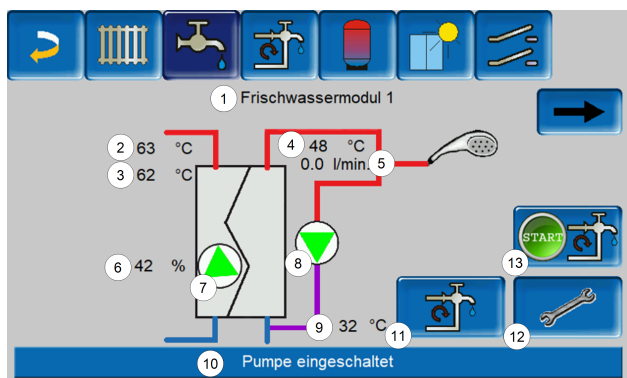 1 Frischwassermodul 1
2 63 °C
3 62 °C
4 48 °C
0.0 l/min. 5
6 42 %
7
8
9 32 °C
START
13
11
12
10 Pumpe eingeschaltet